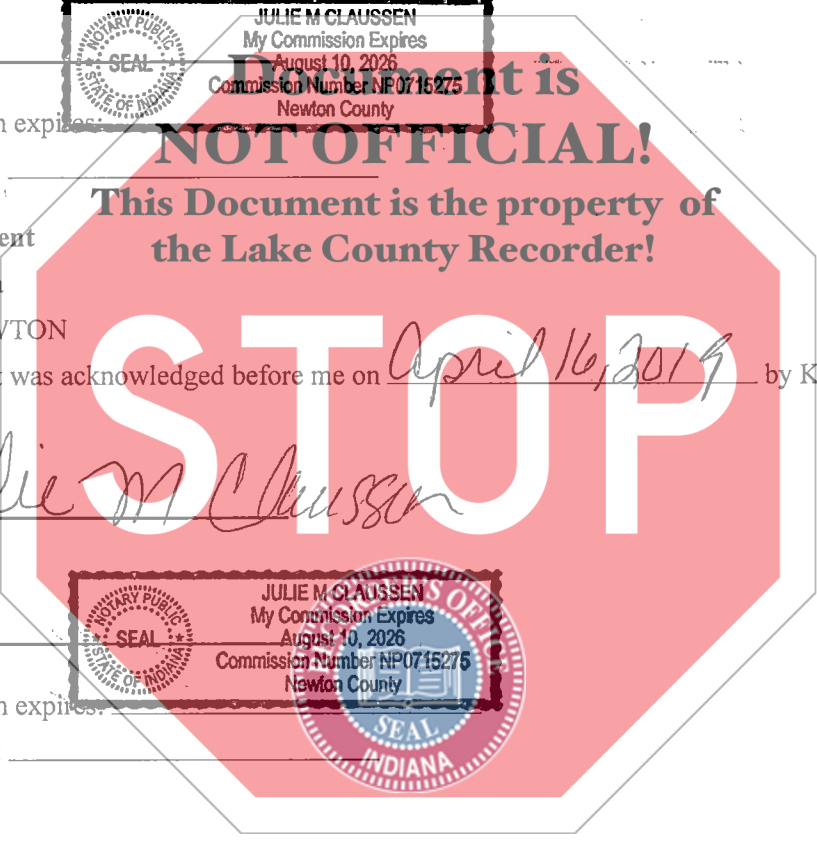 NOTARY PUBLIC
SEAL
STATE OF INDIANA
JULIE M CLAUSSEN
My Commission Expires
August 10, 2026
Commission Number NP0715275
Newton County
Document is
n expires:
NOT OFFICIAL!
This Document is the property of
ent
the Lake County Recorder!
VTON
was acknowledged before me on April 16, 2019 by K
STOP
lie M Claussen
NOTARY PUBLIC
SEAL
STATE OF INDIANA
JULIE M CLAUSSEN
My Commission Expires
August 10, 2026
Commission Number NP0715275
Newton County
RECORDER'S OFFICE
SEAL
INDIANA
n expires: